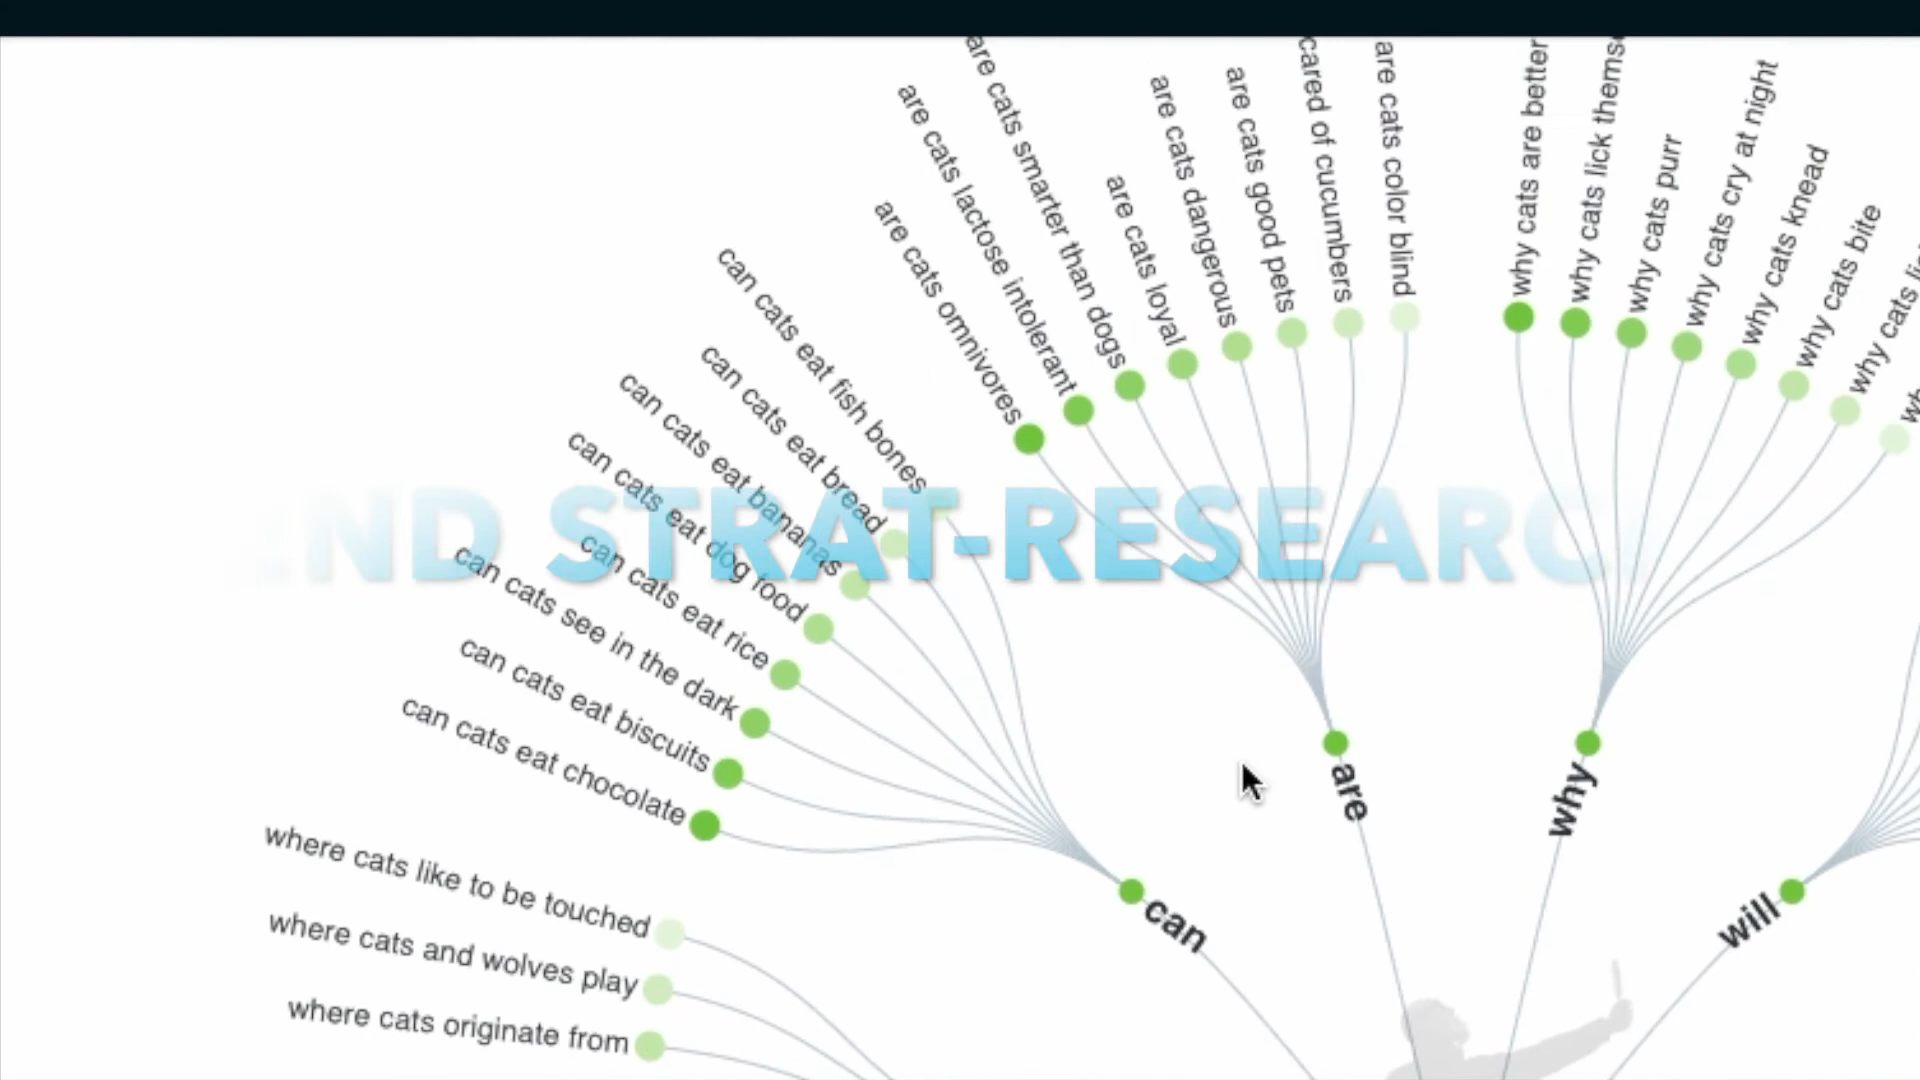 are cats smarter than dogs
are cats lactose intolerant
are cats omnivores
are cats loyal
are cats dangerous
are cats good pets
cared of cucumbers
are cats color blind
why cats are better
why cats lick thems
why cats purr
why cats cry at night
why cats knead
why cats bite
why cats
can cats eat fish bones
can cats eat bread
can cats eat bananas
can cats eat dog food
can cats eat rice
can cats see in the dark
can cats eat biscuits
can cats eat chocolate
ND STRAT-RESEARC
where cats like to be touched
where cats and wolves play
where cats originate from
are
why
can
will